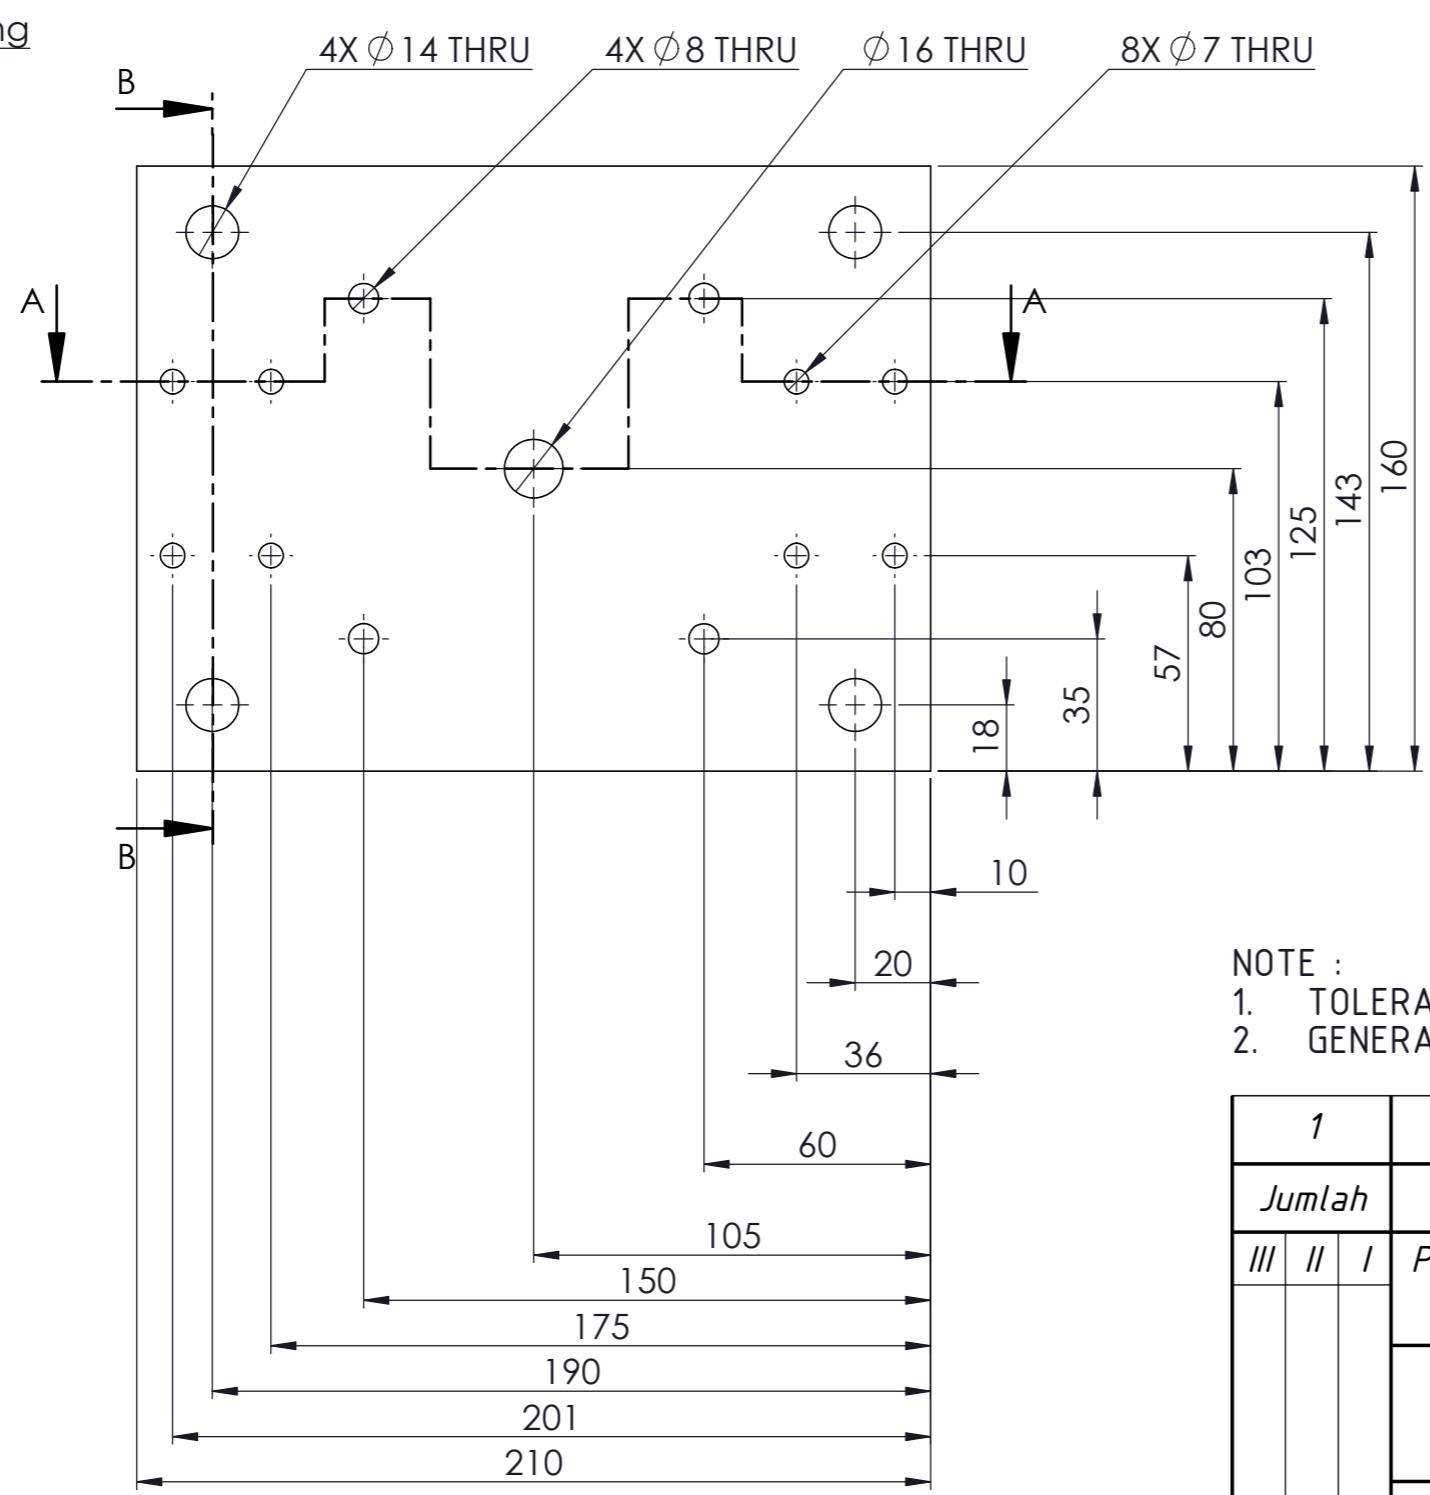 ng
4X ∅14 THRU
4X ∅8 THRU
∅16 THRU
8X ∅7 THRU
B
A
A
B
160
143
125
103
80
57
35
18
10
20
36
60
105
150
175
190
201
210
NOTE :
1. TOLERA
2. GENERA
1
Jumlah
III II I P